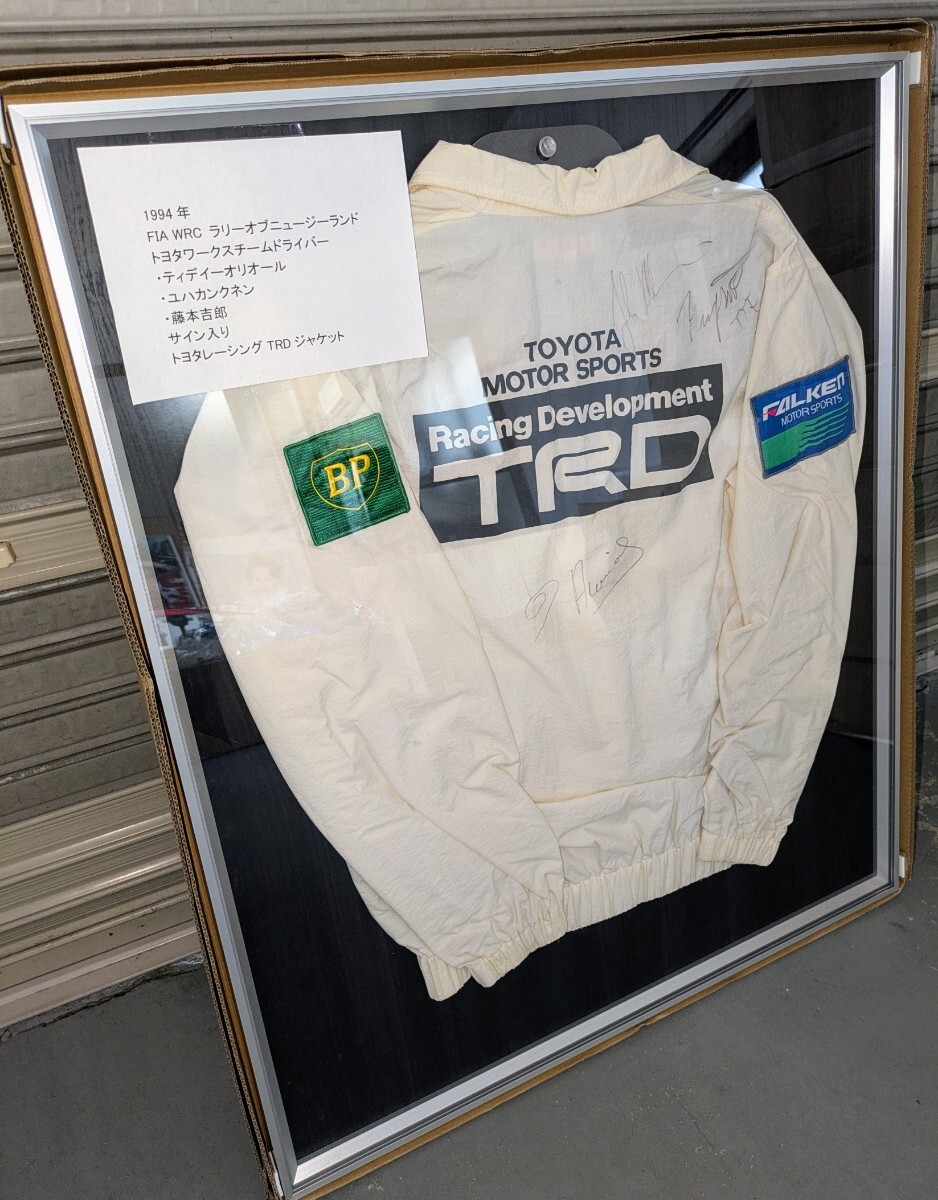 1994 年
FIA WRC ラリーオブニュージーランド
トヨタワークスチームドライバー
・ティディーオリオール
・ユハカンクネン
・藤本吉郎
サイン入り
トヨタレーシング TRD ジャケット
TOYOTA
MOTOR SPORTS
Racing Development
TRD
BP
FALKEN
MOTOR SPORTS